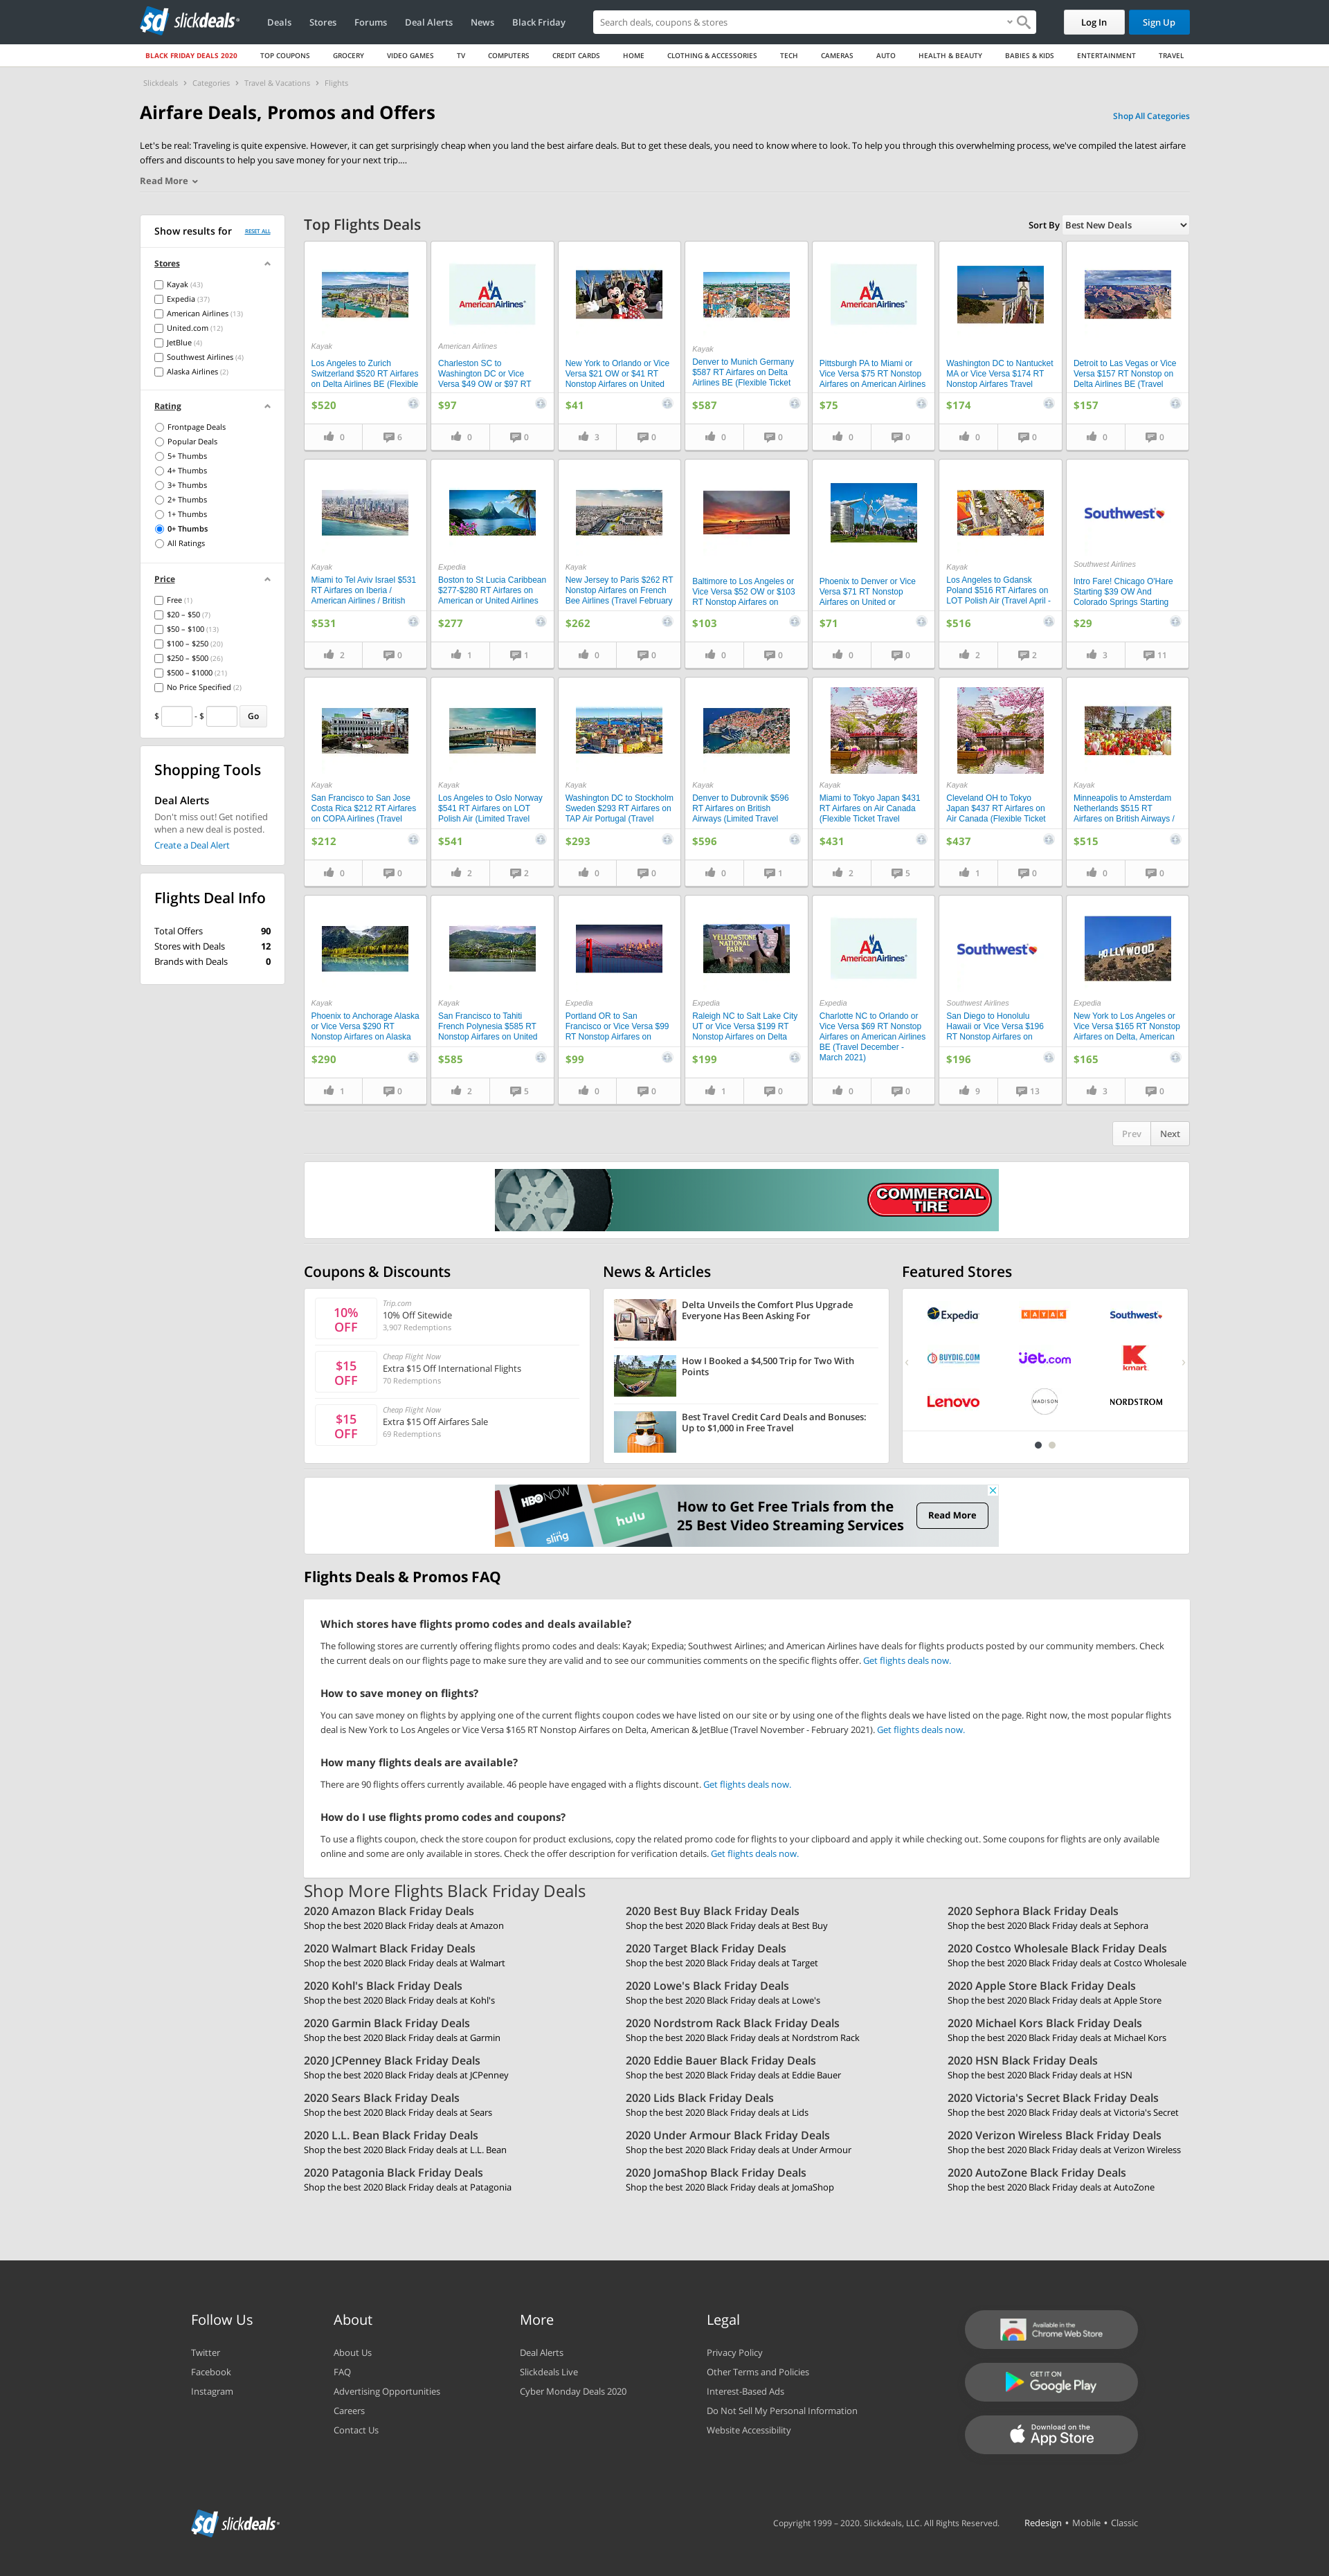 slickdeals
Deals Stores Forums Deal Alerts News Black Friday
Search deals, coupons & stores
Log In Sign Up
BLACK FRIDAY DEALS 2020 TOP COUPONS GROCERY VIDEO GAMES TV COMPUTERS CREDIT CARDS HOME CLOTHING & ACCESSORIES TECH CAMERAS AUTO HEALTH & BEAUTY BABIES & KIDS ENTERTAINMENT TRAVEL
Slickdeals > Categories > Travel & Vacations > Flights
Airfare Deals, Promos and Offers
Shop All Categories
Let's be real: Traveling is quite expensive. However, it can get surprisingly cheap when you land the best airfare deals. But to get these deals, you need to know where to look. To help you through this overwhelming process, we've compiled the latest airfare
offers and discounts to help you save money for your next trip....
Read More
Show results for RESET ALL
Stores
Kayak (43)
Expedia (37)
American Airlines (13)
United.com (12)
JetBlue (4)
Southwest Airlines (4)
Alaska Airlines (2)
Rating
Frontpage Deals
Popular Deals
5+ Thumbs
4+ Thumbs
3+ Thumbs
2+ Thumbs
1+ Thumbs
0+ Thumbs
All Ratings
Price
Free (1)
$20 – $50 (7)
$50 – $100 (13)
$100 – $250 (20)
$250 – $500 (26)
$500 – $1000 (21)
No Price Specified (2)
$ - $ Go
Shopping Tools
Deal Alerts
Don't miss out! Get notified
when a new deal is posted.
Create a Deal Alert
Flights Deal Info
Total Offers 90
Stores with Deals 12
Brands with Deals 0
Top Flights Deals
Sort By Best New Deals
Kayak
Los Angeles to Zurich
Switzerland $520 RT Airfares
on Delta Airlines BE (Flexible
$520
0 6
AmericanAirlines
American Airlines
Charleston SC to
Washington DC or Vice
Versa $49 OW or $97 RT
$97
0 0
New York to Orlando or Vice
Versa $21 OW or $41 RT
Nonstop Airfares on United
$41
3 0
Kayak
Denver to Munich Germany
$587 RT Airfares on Delta
Airlines BE (Flexible Ticket
$587
0 0
AmericanAirlines
Pittsburgh PA to Miami or
Vice Versa $75 RT Nonstop
Airfares on American Airlines
$75
0 0
Washington DC to Nantucket
MA or Vice Versa $174 RT
Nonstop Airfares Travel
$174
0 0
Detroit to Las Vegas or Vice
Versa $157 RT Nonstop on
Delta Airlines BE (Travel
$157
0 0
Kayak
Miami to Tel Aviv Israel $531
RT Airfares on Iberia /
American Airlines / British
$531
2 0
Expedia
Boston to St Lucia Caribbean
$277-$280 RT Airfares on
American or United Airlines
$277
1 1
Kayak
New Jersey to Paris $262 RT
Nonstop Airfares on French
Bee Airlines (Travel February
$262
0 0
Baltimore to Los Angeles or
Vice Versa $52 OW or $103
RT Nonstop Airfares on
$103
0 0
Phoenix to Denver or Vice
Versa $71 RT Nonstop
Airfares on United or
$71
0 0
Kayak
Los Angeles to Gdansk
Poland $516 RT Airfares on
LOT Polish Air (Travel April -
$516
2 2
Southwest
Southwest Airlines
Intro Fare! Chicago O'Hare
Starting $39 OW And
Colorado Springs Starting
$29
3 11
Kayak
San Francisco to San Jose
Costa Rica $212 RT Airfares
on COPA Airlines (Travel
$212
0 0
Kayak
Los Angeles to Oslo Norway
$541 RT Airfares on LOT
Polish Air (Limited Travel
$541
2 2
Kayak
Washington DC to Stockholm
Sweden $293 RT Airfares on
TAP Air Portugal (Travel
$293
0 0
Kayak
Denver to Dubrovnik $596
RT Airfares on British
Airways (Limited Travel
$596
0 1
Kayak
Miami to Tokyo Japan $431
RT Airfares on Air Canada
(Flexible Ticket Travel
$431
2 5
Kayak
Cleveland OH to Tokyo
Japan $437 RT Airfares on
Air Canada (Flexible Ticket
$437
1 0
Kayak
Minneapolis to Amsterdam
Netherlands $515 RT
Airfares on British Airways /
$515
0 0
Kayak
Phoenix to Anchorage Alaska
or Vice Versa $290 RT
Nonstop Airfares on Alaska
$290
1 0
Kayak
San Francisco to Tahiti
French Polynesia $585 RT
Nonstop Airfares on United
$585
2 5
Expedia
Portland OR to San
Francisco or Vice Versa $99
RT Nonstop Airfares on
$99
0 0
YELLOWSTONE
NATIONAL
PARK
Expedia
Raleigh NC to Salt Lake City
UT or Vice Versa $199 RT
Nonstop Airfares on Delta
$199
1 0
AmericanAirlines
Expedia
Charlotte NC to Orlando or
Vice Versa $69 RT Nonstop
Airfares on American Airlines
BE (Travel December -
March 2021)
0 0
Southwest
Southwest Airlines
San Diego to Honolulu
Hawaii or Vice Versa $196
RT Nonstop Airfares on
$196
9 13
HOLLYWOOD
Expedia
New York to Los Angeles or
Vice Versa $165 RT Nonstop
Airfares on Delta, American
$165
3 0
Prev Next
COMMERCIAL
TIRE
Coupons & Discounts
10%
OFF
Trip.com
10% Off Sitewide
3,907 Redemptions
$15
OFF
Cheap Flight Now
Extra $15 Off International Flights
70 Redemptions
$15
OFF
Cheap Flight Now
Extra $15 Off Airfares Sale
69 Redemptions
News & Articles
Delta Unveils the Comfort Plus Upgrade
Everyone Has Been Asking For
How I Booked a $4,500 Trip for Two With
Points
Best Travel Credit Card Deals and Bonuses:
Up to $1,000 in Free Travel
Featured Stores
Expedia KAYAK Southwest
BUYDIG.COM jet.com kmart
Lenovo MADISON NORDSTROM
HBO NOW
hulu
sling
How to Get Free Trials from the
25 Best Video Streaming Services
Read More
Flights Deals & Promos FAQ
Which stores have flights promo codes and deals available?
The following stores are currently offering flights promo codes and deals: Kayak; Expedia; Southwest Airlines; and American Airlines have deals for flights products posted by our community members. Check
the current deals on our flights page to make sure they are valid and to see our communities comments on the specific flights offer. Get flights deals now.
How to save money on flights?
You can save money on flights by applying one of the current flights coupon codes we have listed on our site or by using one of the flights deals we have listed on the page. Right now, the most popular flights
deal is New York to Los Angeles or Vice Versa $165 RT Nonstop Airfares on Delta, American & JetBlue (Travel November - February 2021). Get flights deals now.
How many flights deals are available?
There are 90 flights offers currently available. 46 people have engaged with a flights discount. Get flights deals now.
How do I use flights promo codes and coupons?
To use a flights coupon, check the store coupon for product exclusions, copy the related promo code for flights to your clipboard and apply it while checking out. Some coupons for flights are only available
online and some are only available in stores. Check the offer description for verification details. Get flights deals now.
Shop More Flights Black Friday Deals
2020 Amazon Black Friday Deals
Shop the best 2020 Black Friday deals at Amazon
2020 Best Buy Black Friday Deals
Shop the best 2020 Black Friday deals at Best Buy
2020 Sephora Black Friday Deals
Shop the best 2020 Black Friday deals at Sephora
2020 Walmart Black Friday Deals
Shop the best 2020 Black Friday deals at Walmart
2020 Target Black Friday Deals
Shop the best 2020 Black Friday deals at Target
2020 Costco Wholesale Black Friday Deals
Shop the best 2020 Black Friday deals at Costco Wholesale
2020 Kohl's Black Friday Deals
Shop the best 2020 Black Friday deals at Kohl's
2020 Lowe's Black Friday Deals
Shop the best 2020 Black Friday deals at Lowe's
2020 Apple Store Black Friday Deals
Shop the best 2020 Black Friday deals at Apple Store
2020 Garmin Black Friday Deals
Shop the best 2020 Black Friday deals at Garmin
2020 Nordstrom Rack Black Friday Deals
Shop the best 2020 Black Friday deals at Nordstrom Rack
2020 Michael Kors Black Friday Deals
Shop the best 2020 Black Friday deals at Michael Kors
2020 JCPenney Black Friday Deals
Shop the best 2020 Black Friday deals at JCPenney
2020 Eddie Bauer Black Friday Deals
Shop the best 2020 Black Friday deals at Eddie Bauer
2020 HSN Black Friday Deals
Shop the best 2020 Black Friday deals at HSN
2020 Sears Black Friday Deals
Shop the best 2020 Black Friday deals at Sears
2020 Lids Black Friday Deals
Shop the best 2020 Black Friday deals at Lids
2020 Victoria's Secret Black Friday Deals
Shop the best 2020 Black Friday deals at Victoria's Secret
2020 L.L. Bean Black Friday Deals
Shop the best 2020 Black Friday deals at L.L. Bean
2020 Under Armour Black Friday Deals
Shop the best 2020 Black Friday deals at Under Armour
2020 Verizon Wireless Black Friday Deals
Shop the best 2020 Black Friday deals at Verizon Wireless
2020 Patagonia Black Friday Deals
Shop the best 2020 Black Friday deals at Patagonia
2020 JomaShop Black Friday Deals
Shop the best 2020 Black Friday deals at JomaShop
2020 AutoZone Black Friday Deals
Shop the best 2020 Black Friday deals at AutoZone
Follow Us
Twitter
Facebook
Instagram
About
About Us
FAQ
Advertising Opportunities
Careers
Contact Us
More
Deal Alerts
Slickdeals Live
Cyber Monday Deals 2020
Legal
Privacy Policy
Other Terms and Policies
Interest-Based Ads
Do Not Sell My Personal Information
Website Accessibility
Available in the
Chrome Web Store
GET IT ON
Google Play
Download on the
App Store
slickdeals
Copyright 1999 – 2020. Slickdeals, LLC. All Rights Reserved. Redesign • Mobile • Classic